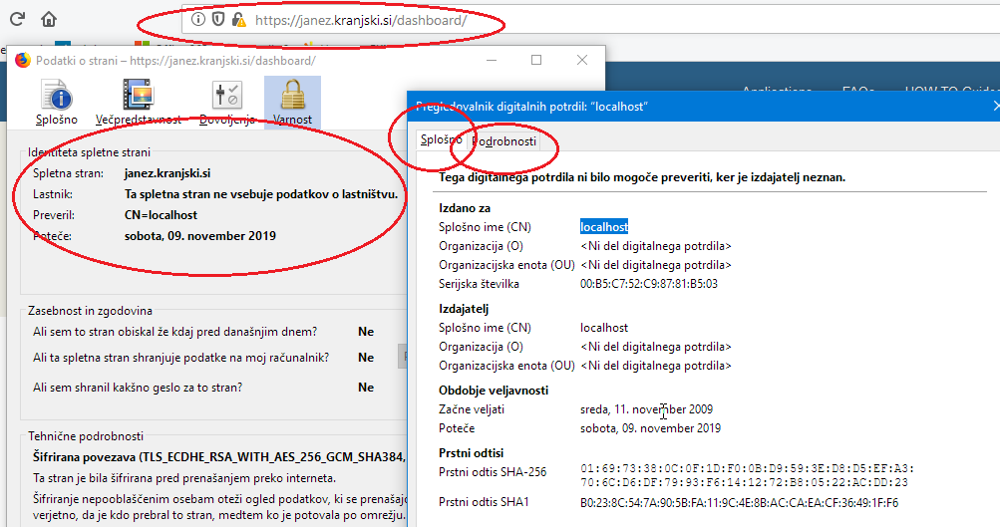 https://janez.kranjski.si/dashboard/
Podatki o strani – https://janez.kranjski.si/dashboard/
Splošno
Večpredstavnost
Dovoljenja
Varnost
Identiteta spletne strani
Spletna stran: janez.kranjski.si
Lastnik: Ta spletna stran ne vsebuje podatkov o lastništvu.
Preveril: CN=localhost
Poteče: sobota, 09. november 2019
Zasebnost in zgodovina
Ali sem to stran obiskal že kdaj pred današnjim dnem? Ne
Ali ta spletna stran shranjuje podatke na moj računalnik? Ne
Ali sem shranil kakšno geslo za to stran? Ne
Tehnične podrobnosti
Šifrirana povezava (TLS_ECDHE_RSA_WITH_AES_256_GCM_SHA384,
Ta stran je bila šifrirana pred prenašanjem preko interneta.
Šifriranje nepooblaščenim osebam oteži ogled podatkov, ki se prenašajo
verjetno, da je kdo prebral to stran, medtem ko je potovala po omrežju.
Applications
FAQs
HOW-TO Guides
Pregledovalnik digitalnih potrdil: "localhost"
Splošno
Podrobnosti
Tega digitalnega potrdila ni bilo mogoče preveriti, ker je izdajatelj neznan.
Izdano za
Splošno ime (CN) localhost
Organizacija (O) <Ni del digitalnega potrdila>
Organizacijska enota (OU) <Ni del digitalnega potrdila>
Serijska številka 00:B5:C7:52:C9:87:81:B5:03
Izdajatelj
Splošno ime (CN) localhost
Organizacija (O) <Ni del digitalnega potrdila>
Organizacijska enota (OU) <Ni del digitalnega potrdila>
Obdobje veljavnosti
Začne veljati sreda, 11. november 2009
Poteče sobota, 09. november 2019
Prstni odtisi
Prstni odtis SHA-256 01:69:73:38:0C:0F:1D:F0:0B:D9:59:3E:D8:D5:EF:A3:
70:6C:D6:DF:79:93:F6:14:12:72:B8:05:22:AC:DD:23
Prstni odtis SHA1 B0:23:8C:54:7A:90:5B:FA:11:9C:4E:8B:AC:CA:EA:CF:36:49:1F:F6